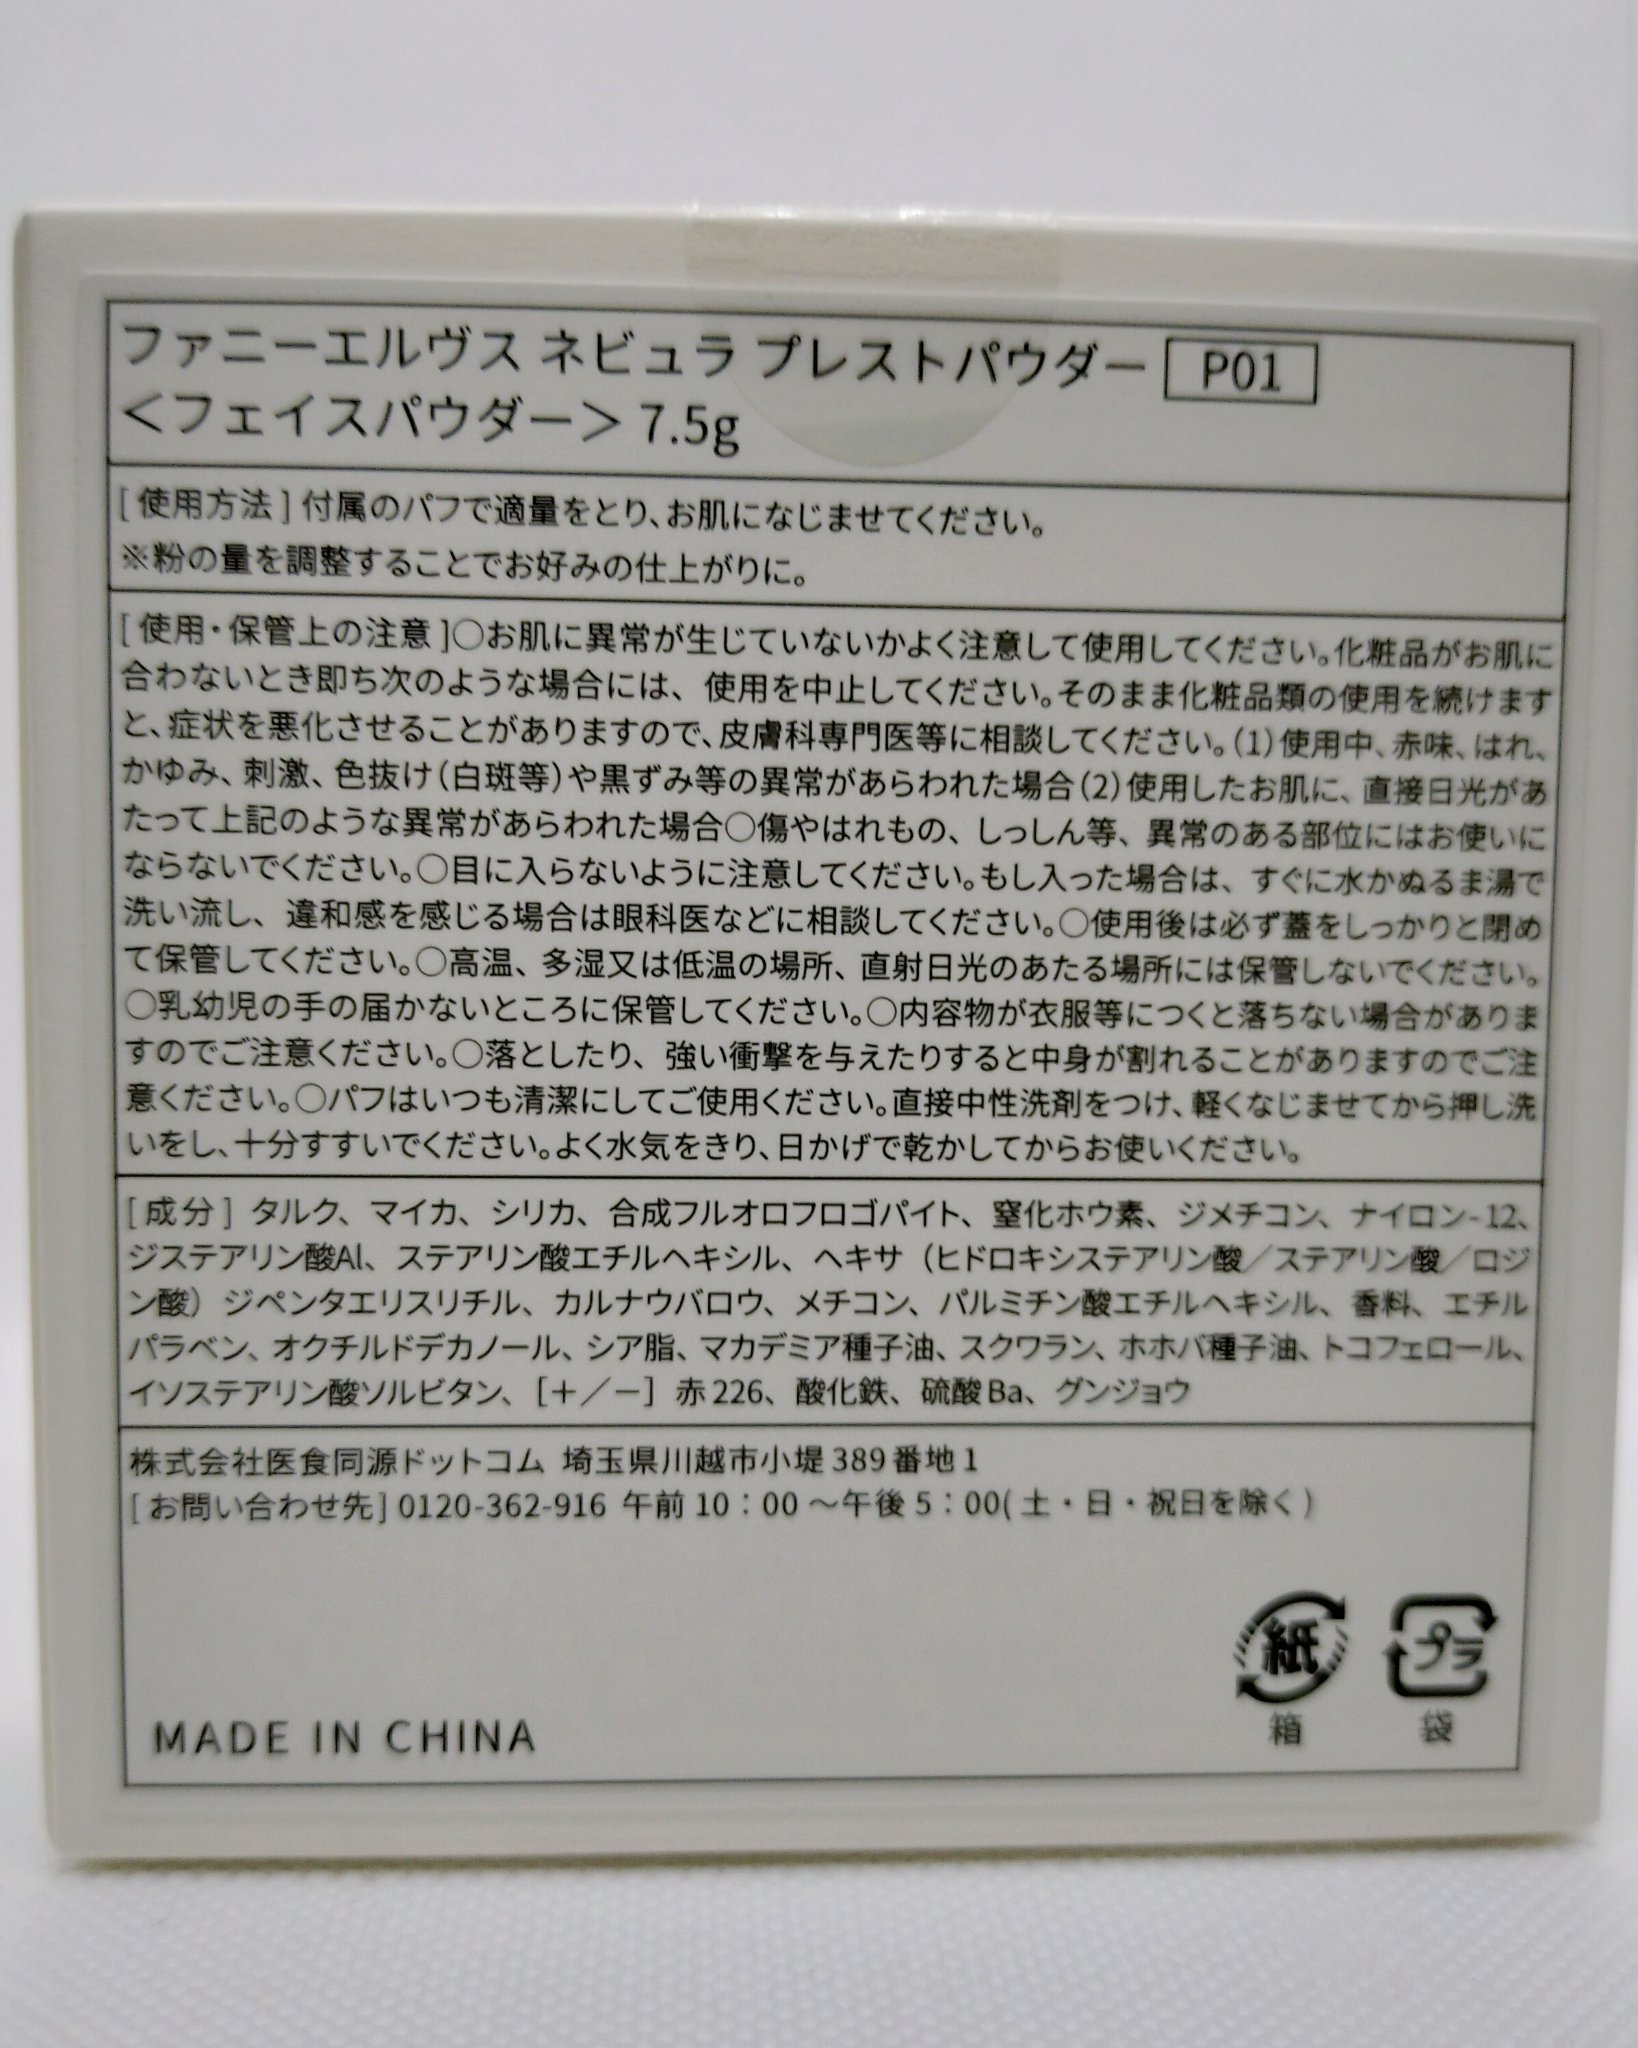 ファニーエルヴス ネビュラ プレストパウダー P01
＜フェイスパウダー＞ 7.5g
[ 使用方法 ] 付属のパフで適量をとり、お肌になじませてください。
※粉の量を調整することでお好みの仕上がりに。
[ 使用・保管上の注意 ]○お肌に異常が生じていないかよく注意して使用してください。化粧品がお肌に
合わないとき即ち次のような場合には、使用を中止してください。そのまま化粧品類の使用を続けます
と、症状を悪化させることがありますので、皮膚科専門医等に相談してください。(1)使用中、赤味、はれ、
かゆみ、刺激、色抜け(白斑等)や黒ずみ等の異常があらわれた場合(2)使用したお肌に、直接日光があ
たって上記のような異常があらわれた場合○傷やはれもの、しっしん等、異常のある部位にはお使いに
ならないでください。○目に入らないように注意してください。もし入った場合は、すぐに水かぬるま湯で
洗い流し、違和感を感じる場合は眼科医などに相談してください。○使用後は必ず蓋をしっかりと閉め
て保管してください。○高温、多湿又は低温の場所、直射日光のあたる場所には保管しないでください。
○乳幼児の手の届かないところに保管してください。○内容物が衣服等につくと落ちない場合がありま
すのでご注意ください。○落としたり、強い衝撃を与えたりすると中身が割れることがありますのでご注
意ください。○パフはいつも清潔にしてご使用ください。直接中性洗剤をつけ、軽くなじませてから押し洗
いをし、十分すすいでください。よく水気をきり、日かげで乾かしてからお使いください。
[ 成分 ] タルク、マイカ、シリカ、合成フルオロフロゴパイト、窒化ホウ素、ジメチコン、ナイロン-12、
ジステアリン酸Al、ステアリン酸エチルヘキシル、ヘキサ（ヒドロキシステアリン酸／ステアリン酸／ロジ
ン酸）ジペンタエリスリチル、カルナウバロウ、メチコン、パルミチン酸エチルヘキシル、香料、エチル
パラベン、オクチルドデカノール、シア脂、マカデミア種子油、スクワラン、ホホバ種子油、トコフェロール、
イソステアリン酸ソルビタン、［＋／－］赤226、酸化鉄、硫酸Ba、グンジョウ
株式会社医食同源ドットコム 埼玉県川越市小堤389番地1
[ お問い合わせ先 ] 0120-362-916 午前 10：00 ～午後 5：00( 土・日・祝日を除く )
紙 プラ
箱 袋
MADE IN CHINA